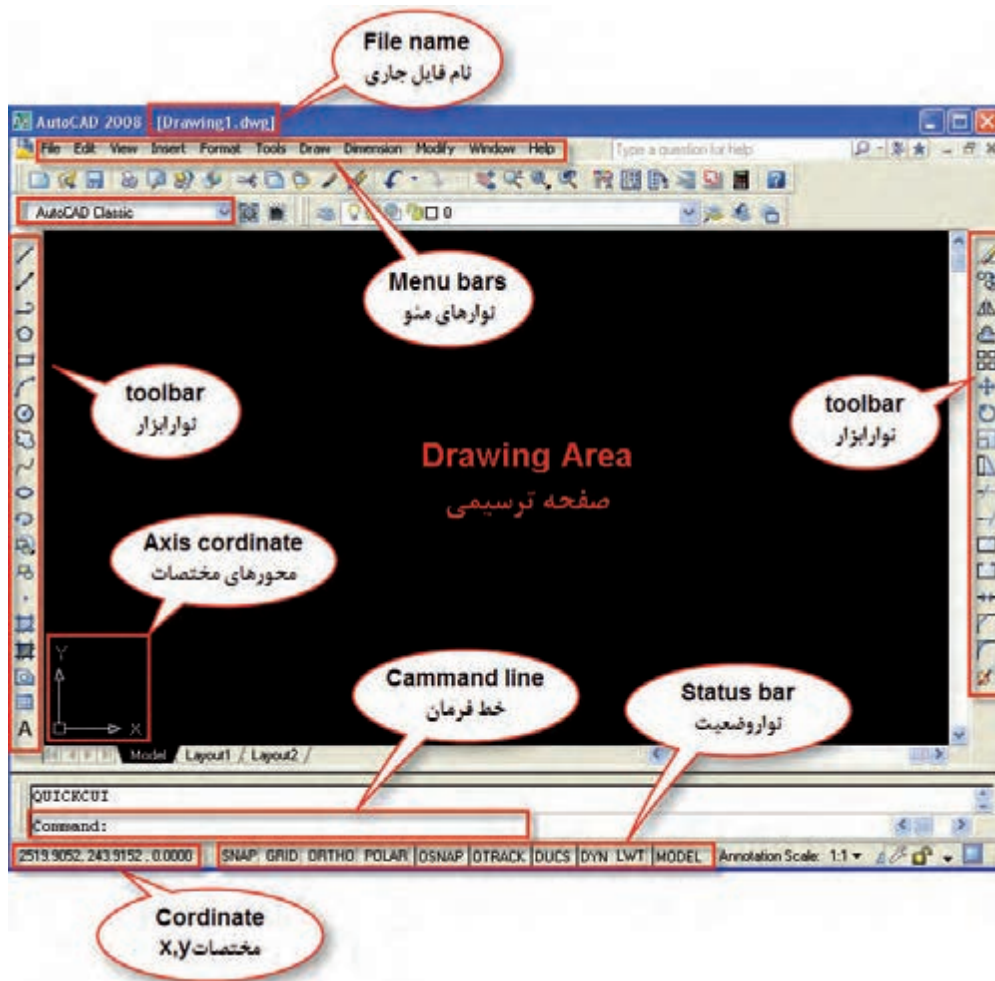 File name
نام فایل جاری
AutoCAD 2008 [Drawing1.dwg]
File Edit View Insert Format Tools Draw Dimension Modify Window Help Type a question for help
AutoCAD Classic 0
Menu bars
نوارهای منو
toolbar
نوارابزار
toolbar
نوارابزار
Drawing Area
صفحه ترسیمی
Axis cordinate
محورهای مختصات
Y
X
A
Cammand line
خط فرمان
Status bar
نواروضعیت
Model Layout1 Layout2
QUICKCUI
Command:
2519.9052, 243.9152 , 0.0000 SNAP GRID ORTHO POLAR OSNAP OTRACK DUCS DYN LWT MODEL Annotation Scale: 1:1
Cordinate
مختصات x,y